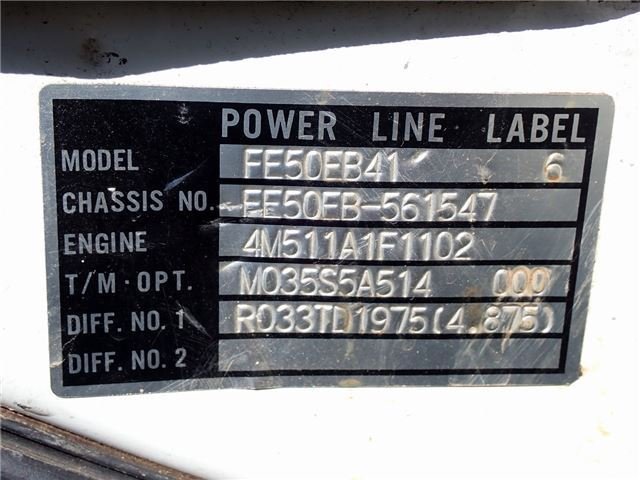 POWER LINE LABEL
MODEL FE50EB41 6
CHASSIS NO. FE50EB-561547
ENGINE 4M511A1F1102
T/M·OPT. M035S5A514 000
DIFF. NO. 1 R033TD1975(4.875)
DIFF. NO. 2